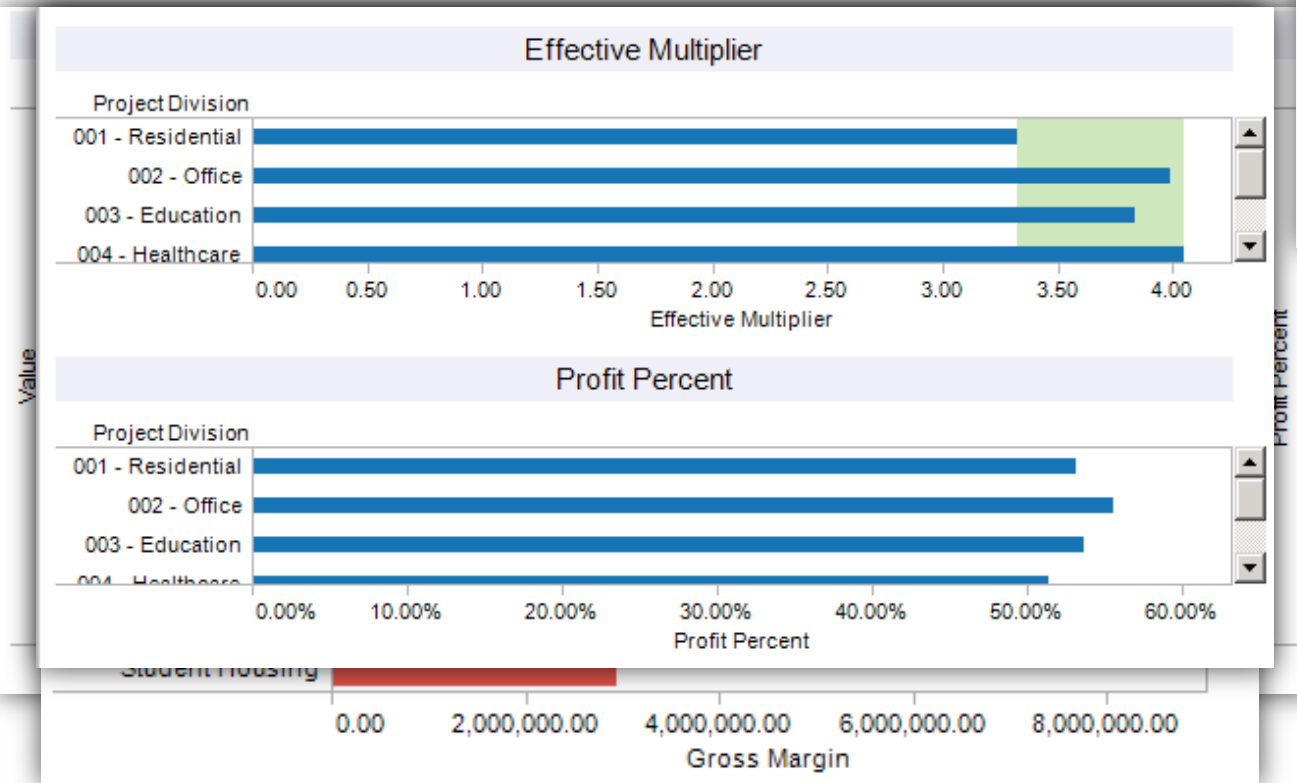 Effective Multiplier
Project Division
001 - Residential
002 - Office
003 - Education
004 - Healthcare
0.00 0.50 1.00 1.50 2.00 2.50 3.00 3.50 4.00
Effective Multiplier
Value
Profit Percent
Profit Percent
Project Division
001 - Residential
002 - Office
003 - Education
004 - Healthcare
0.00% 10.00% 20.00% 30.00% 40.00% 50.00% 60.00%
Profit Percent
Student Housing
0.00 2,000,000.00 4,000,000.00 6,000,000.00 8,000,000.00
Gross Margin